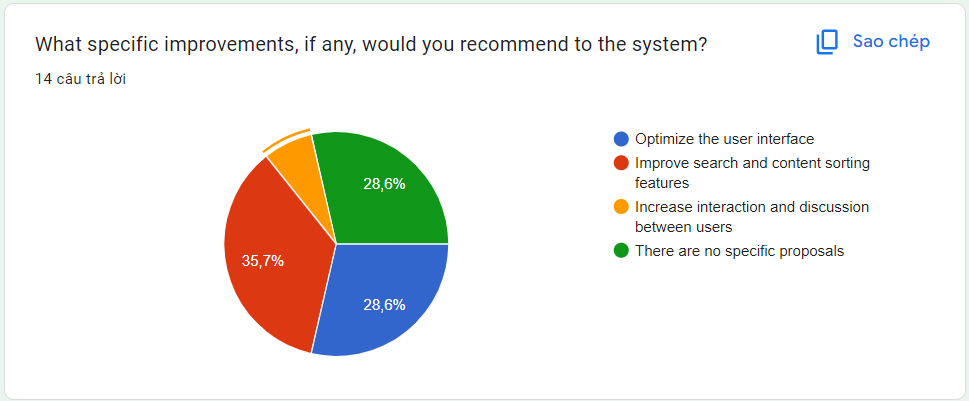 What specific improvements, if any, would you recommend to the system?
Sao chép
14 câu trả lời
28,6%
35,7%
28,6%
Optimize the user interface
Improve search and content sorting
features
Increase interaction and discussion
between users
There are no specific proposals